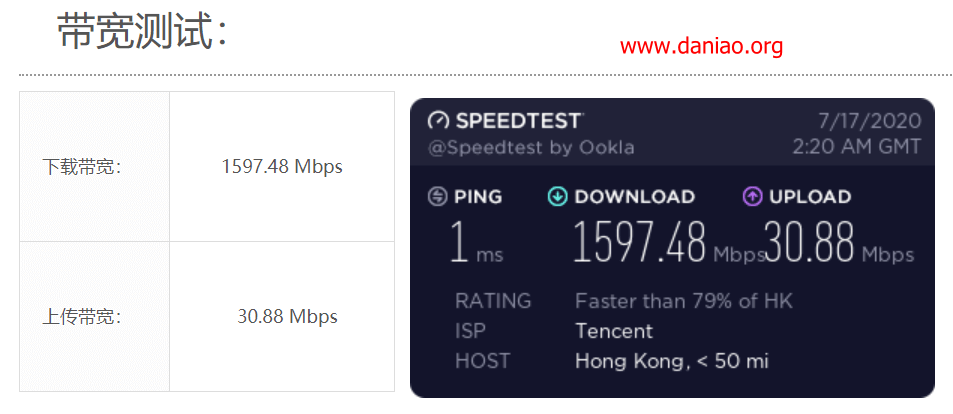 带宽测试：
www.daniao.org
下载带宽： 1597.48 Mbps
上传带宽： 30.88 Mbps
SPEEDTEST 7/17/2020
@Speedtest by Ookla 2:20 AM GMT
PING DOWNLOAD UPLOAD
1 ms 1597.48 Mbps 30.88 Mbps
RATING Faster than 79% of HK
ISP Tencent
HOST Hong Kong, < 50 mi